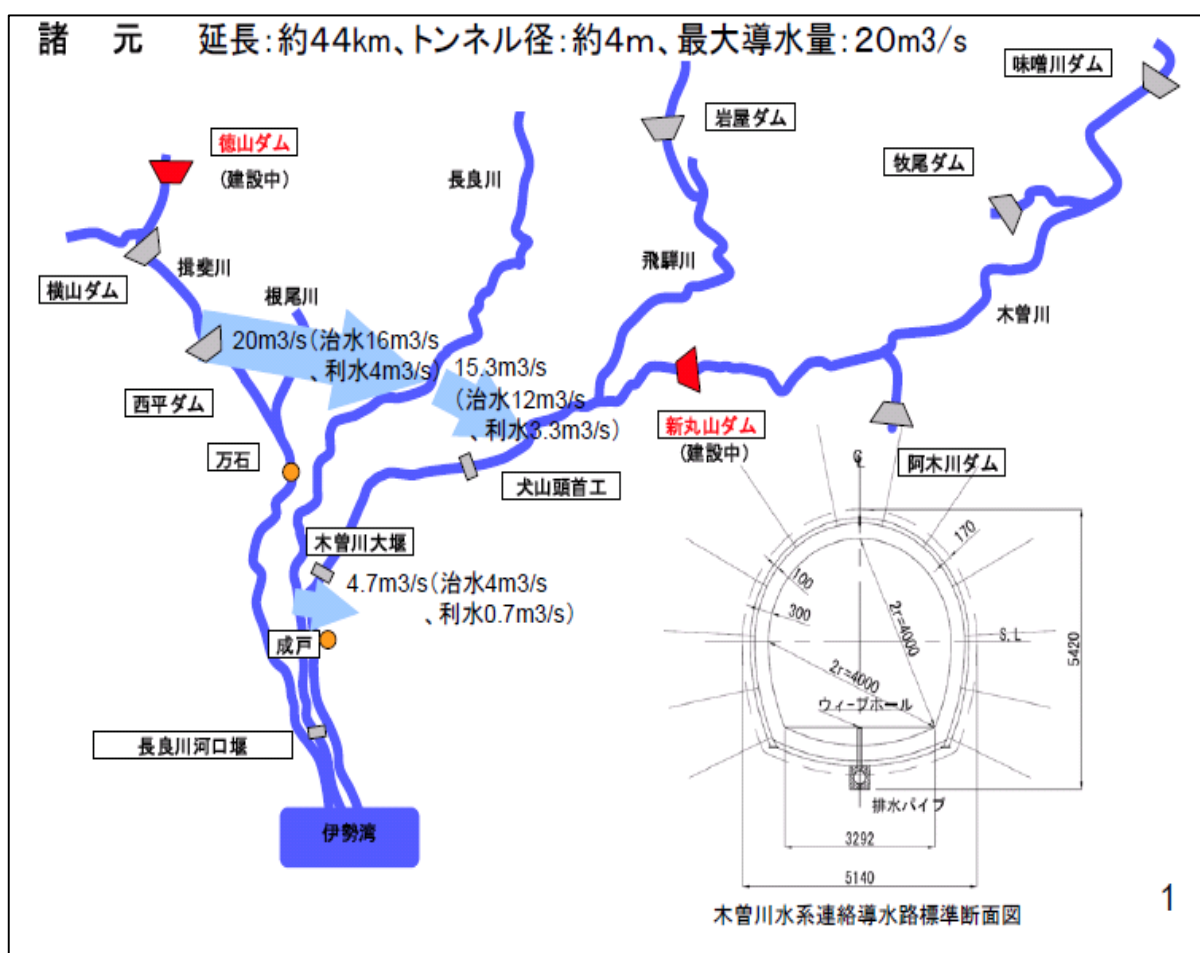 諸 元 延長：約44km、トンネル径：約4m、最大導水量：20m3/s
味噌川ダム
岩屋ダム
徳山ダム
(建設中)
牧尾ダム
長良川
飛騨川
揖斐川
横山ダム
根尾川
木曽川
20m3/s（治水16m3/s
、利水4m3/s）
15.3m3/s
（治水12m3/s
、利水3.3m3/s）
西平ダム
新丸山ダム
(建設中)
万石
阿木川ダム
犬山頭首工
木曽川大堰
4.7m3/s（治水4m3/s
、利水0.7m3/s）
成戸
長良川河口堰
伊勢湾
℄
170
100
300
2r=4000
S.L
5420
2r=4000
ウィープホール
排水パイプ
3292
5140
木曽川水系連絡導水路標準断面図
1